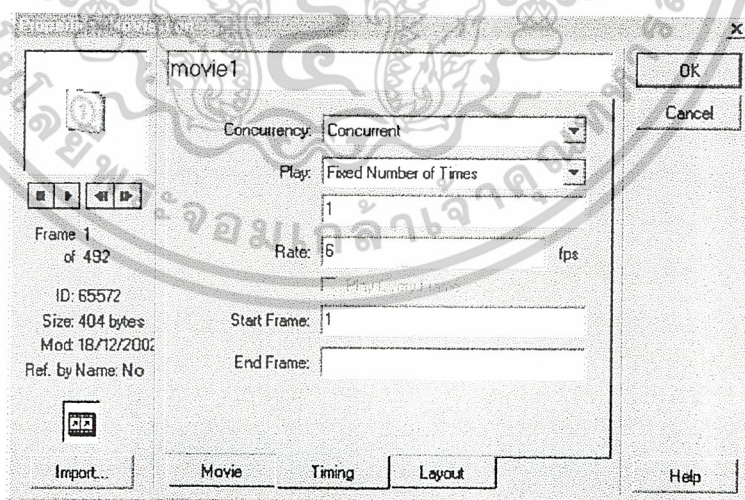 movie1
OK
Cancel
Concurrency: Concurrent
Play: Fixed Number of Times
1
Rate: 6 fps
Start Frame: 1
End Frame:
Frame 1
of 492
ID: 65572
Size: 404 bytes
Mod: 18/12/2002
Ref. by Name: No
Import...
Movie
Timing
Layout
Help